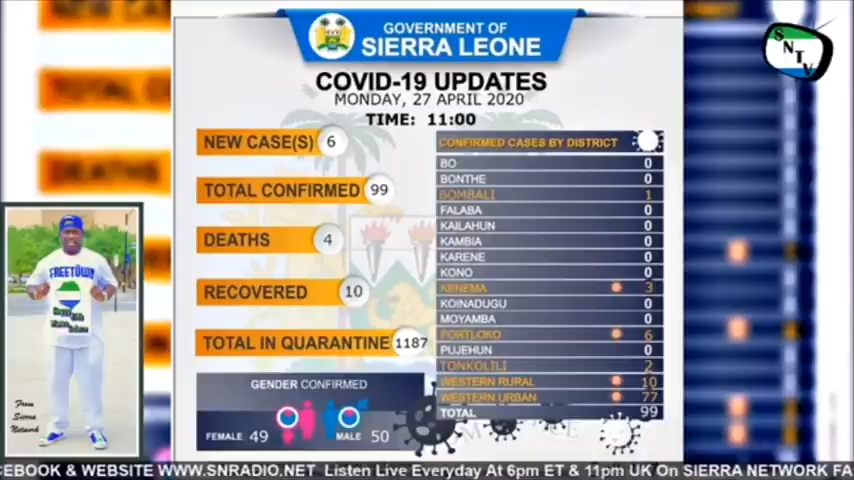 GOVERNMENT OF
SIERRA LEONE
SNTV
COVID-19 UPDATES
MONDAY, 27 APRIL 2020
TIME: 11:00
NEW CASE(S) 6
TOTAL CONFIRMED 99
DEATHS 4
RECOVERED 10
TOTAL IN QUARANTINE 1187
GENDER CONFIRMED
FEMALE 49 MALE 50
CONFIRMED CASES BY DISTRICT
BO 0
BONTHE 0
BOMBALI 1
FALABA 0
KAILAHUN 0
KAMBIA 0
KARENE 0
KONO 0
KENEMA 3
KOINADUGU 0
MOYAMBA 0
PORTLOKO 6
PUJEHUN 0
TONKOLILI 2
WESTERN RURAL 10
WESTERN URBAN 77
TOTAL 99
FREETOWN
From
Sierra
Network
CEBOOK & WEBSITE WWW.SNRADIO.NET Listen Live Everyday At 6pm ET & 11pm UK On SIERRA NETWORK FA